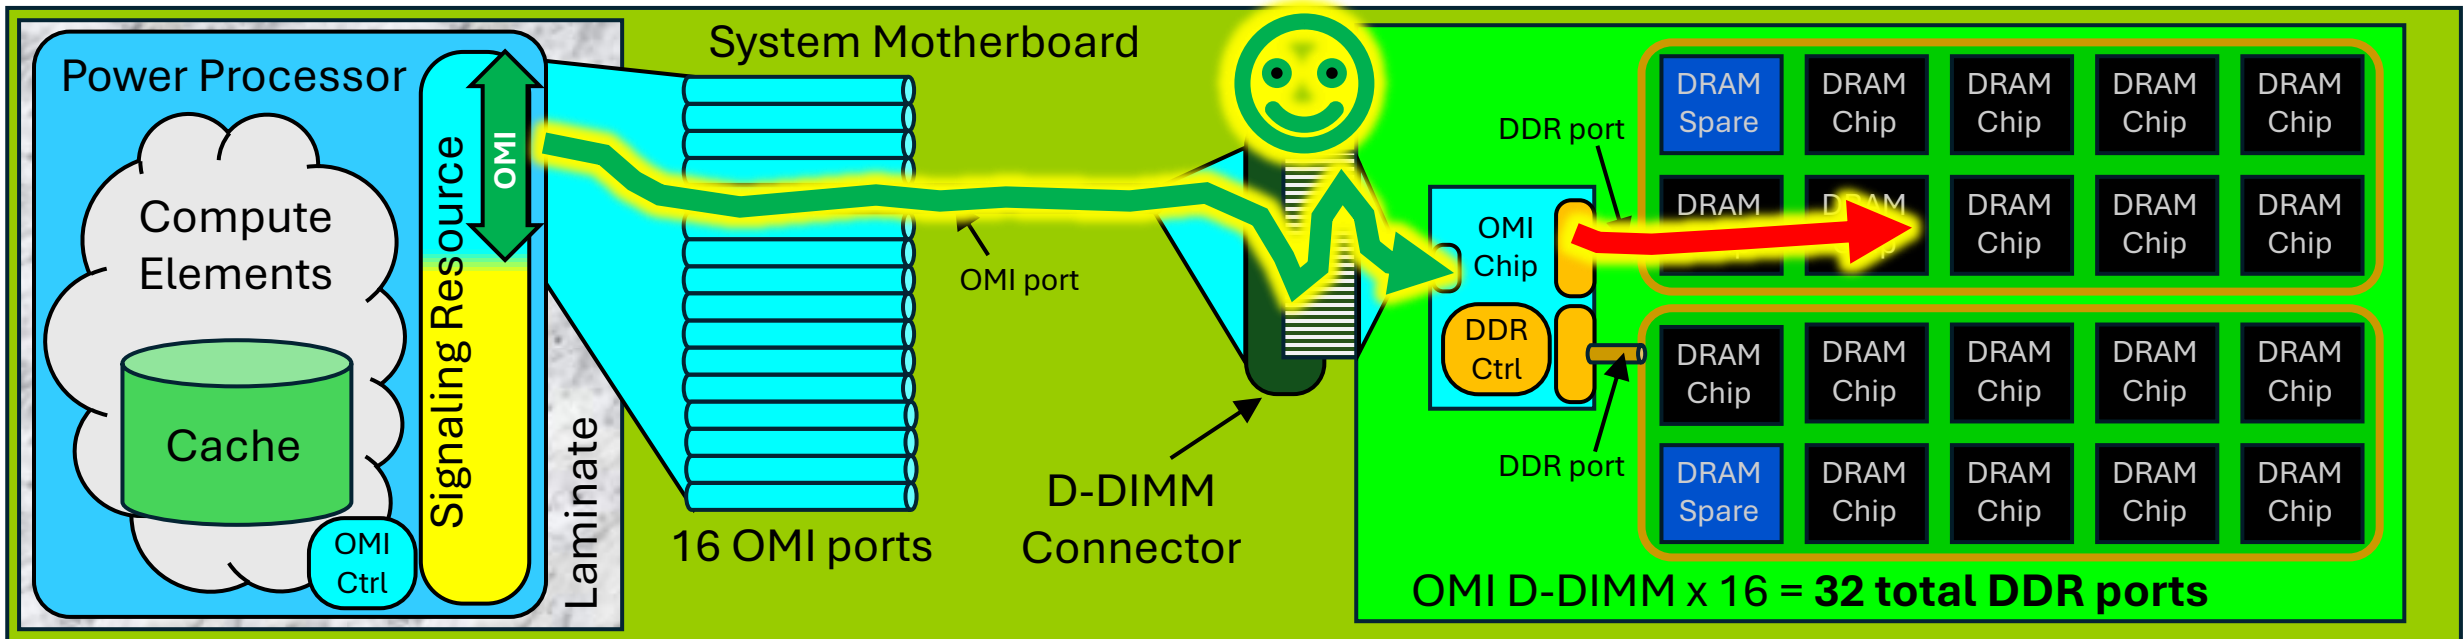 System Motherboard
Power Processor
OMI
Signaling Resource
Compute
Elements
Cache
OMI
Ctrl
Laminate
16 OMI ports
OMI port
D-DIMM
Connector
OMI
Chip
DDR
Ctrl
DDR port
DDR port
DRAM
Spare
DRAM
Chip
DRAM
Chip
DRAM
Chip
DRAM
Chip
DRAM
DRAM
DRAM
Chip
DRAM
Chip
DRAM
Chip
DRAM
Chip
DRAM
Chip
DRAM
Chip
DRAM
Chip
DRAM
Chip
DRAM
Spare
DRAM
Chip
DRAM
Chip
DRAM
Chip
DRAM
Chip
OMI D-DIMM x 16 = 32 total DDR ports